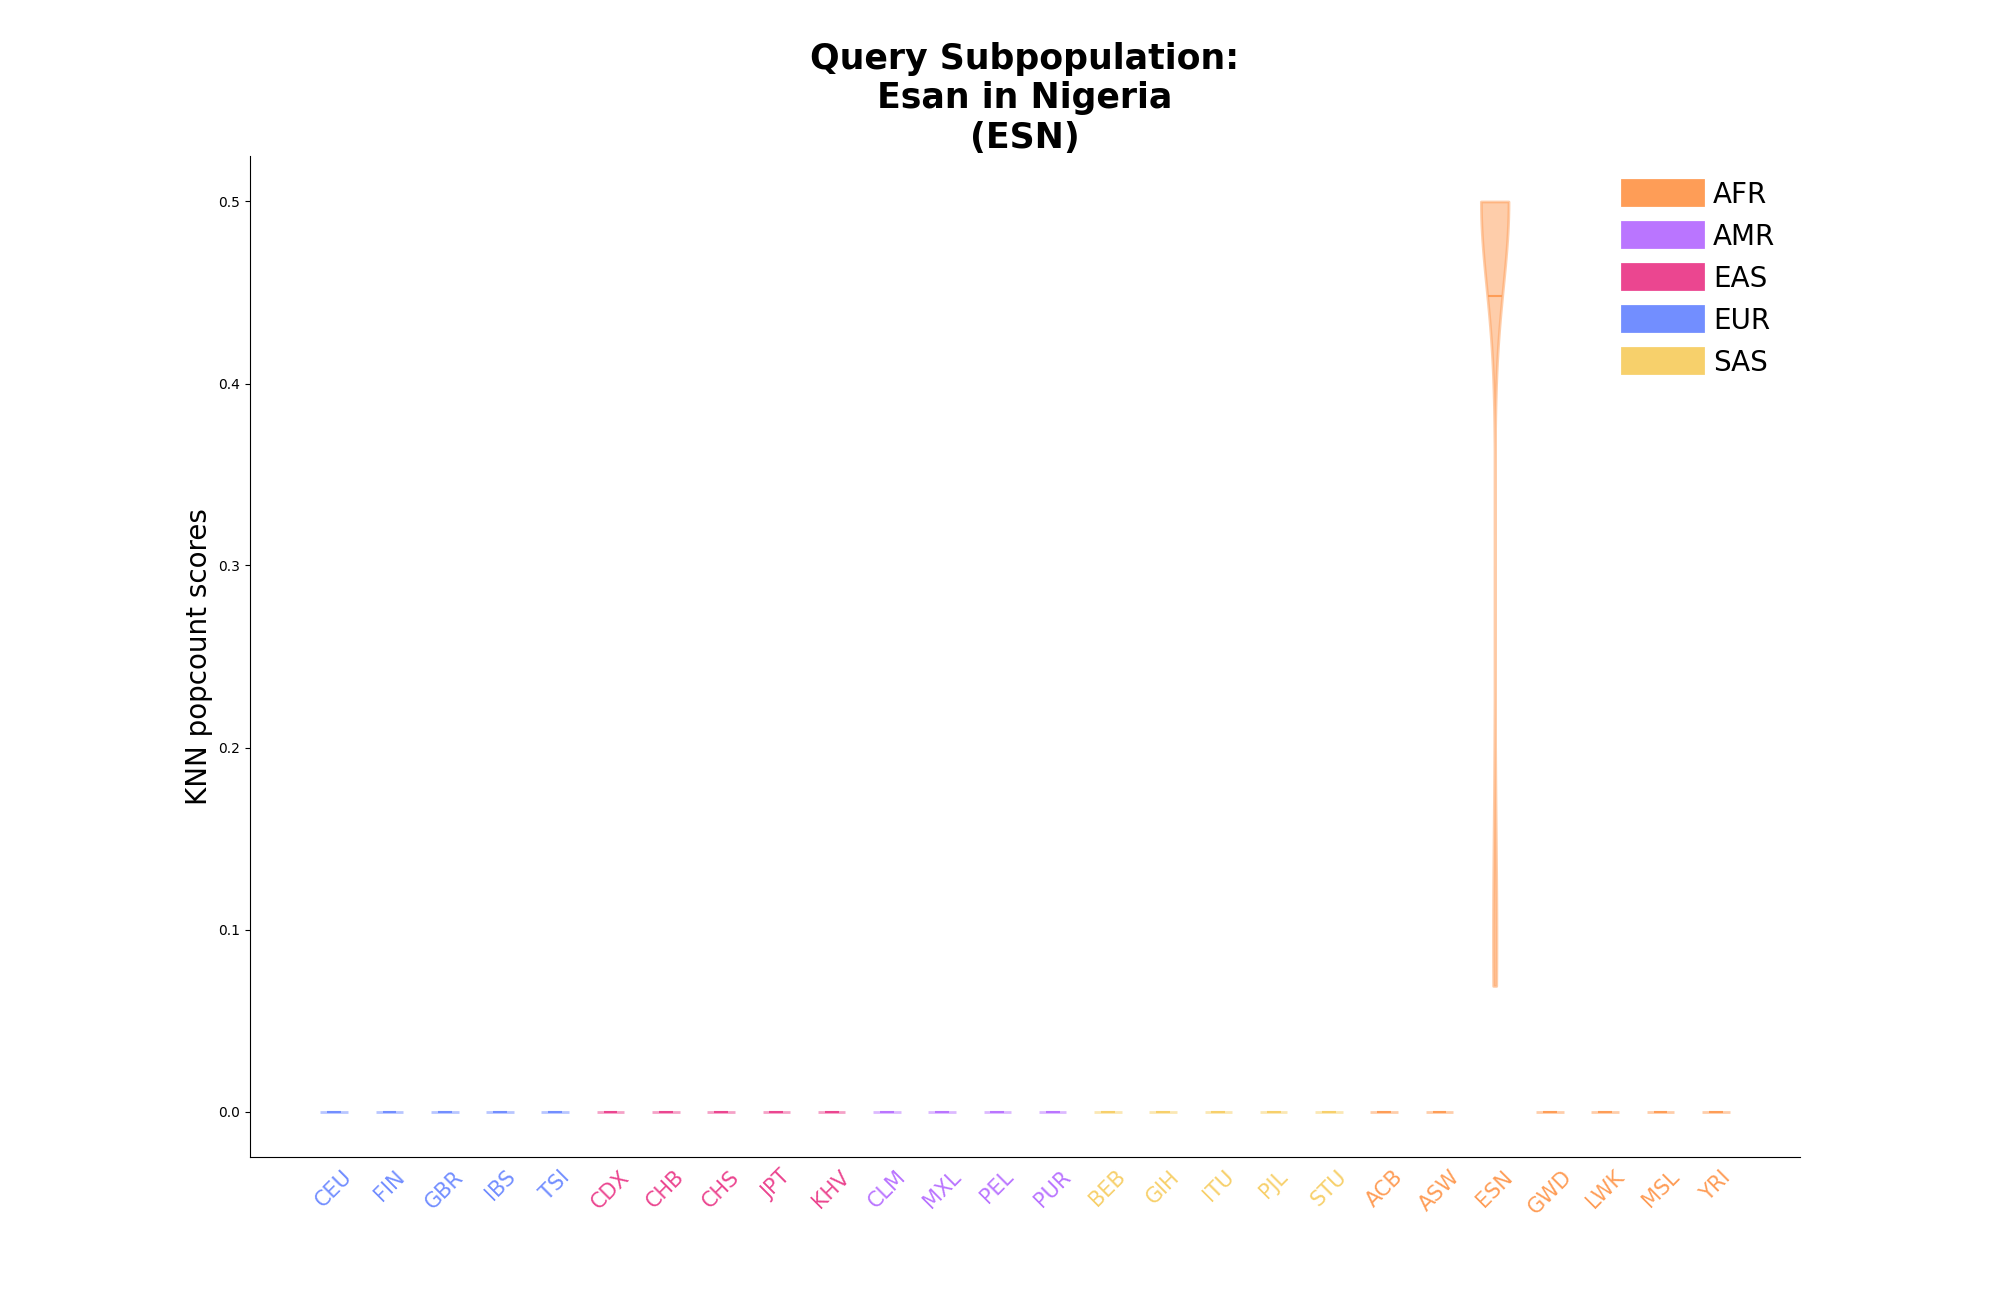 Query Subpopulation:
Esan in Nigeria
(ESN)
AFR
AMR
EAS
EUR
SAS
KNN popcount scores
0.5
0.4
0.3
0.2
0.1
0.0
CEU FIN GBR IBS TSI CDX CHB CHS JPT KHV CLM MXL PEL PUR BEB GIH ITU PJL STU ACB ASW ESN GWD LWK MSL YRI